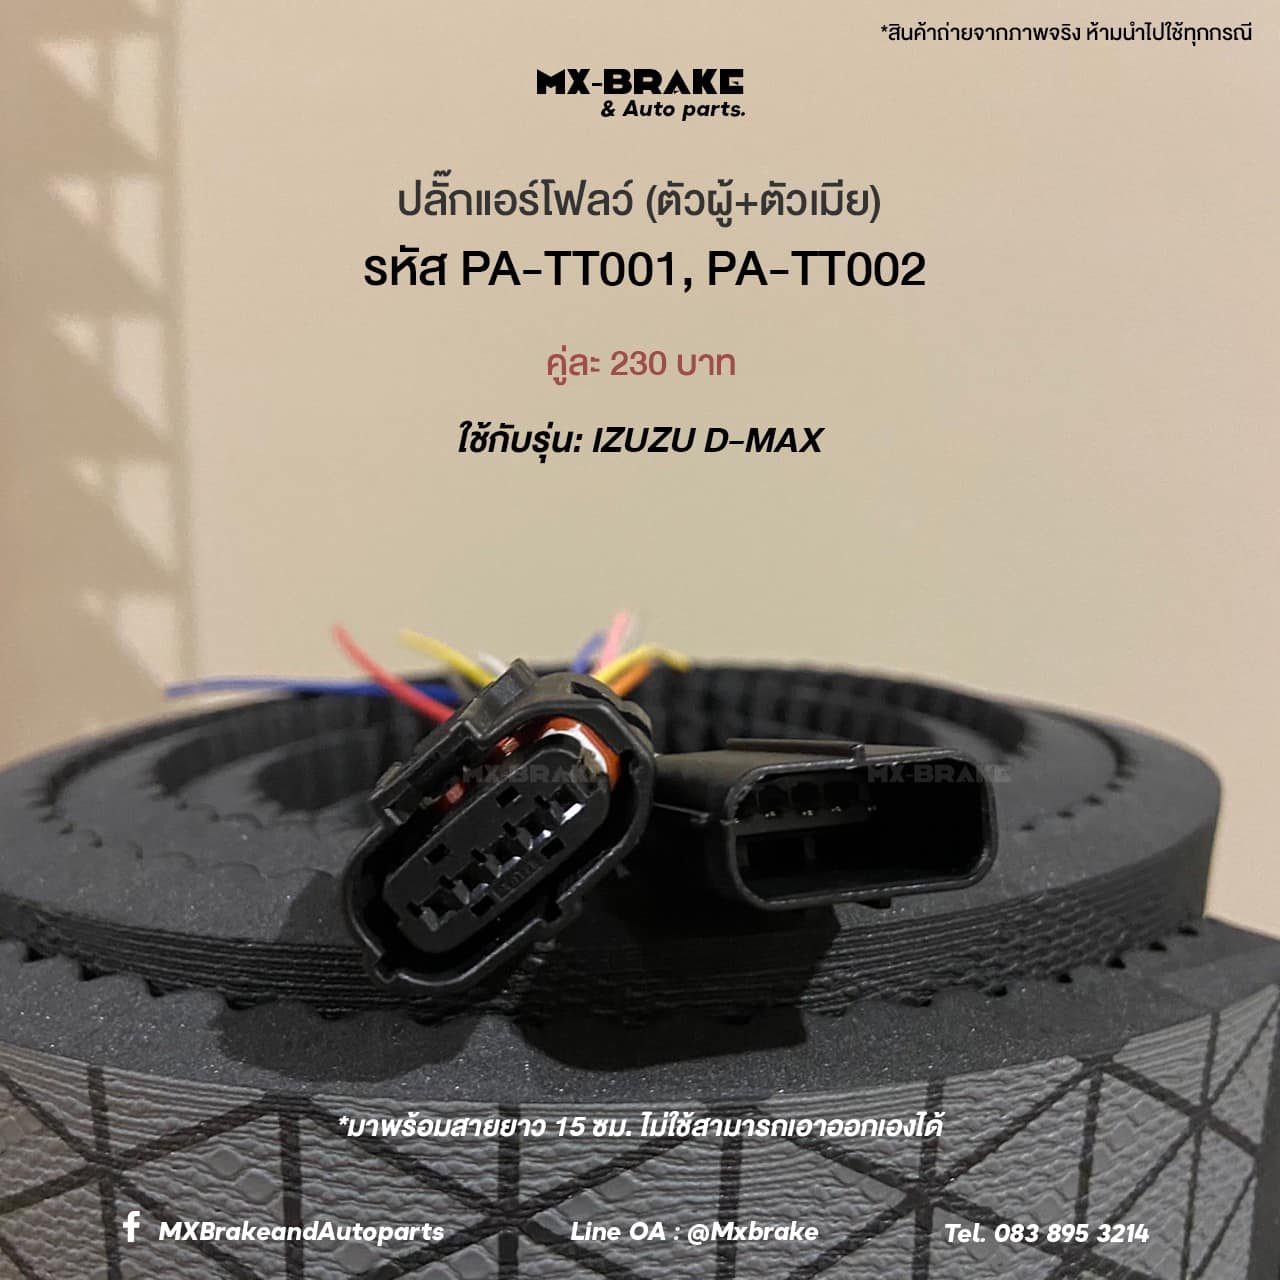 *สินค้าถ่ายจากภาพจริง ห้ามนำไปใช้ทุกกรณี
MX-BRAKE
& Auto parts.
ปลั๊กแอร์โฟลว์ (ตัวผู้+ตัวเมีย)
รหัส PA-TT001, PA-TT002
คู่ละ 230 บาท
ใช้กับรุ่น: IZUZU D-MAX
MX-BRAKE
MX-BRAKE
*มาพร้อมสายยาว 15 ซม. ไม่ใช้สามารถเอาออกเองได้
f MXBrakeandAutoparts
Line OA : @Mxbrake
Tel. 083 895 3214